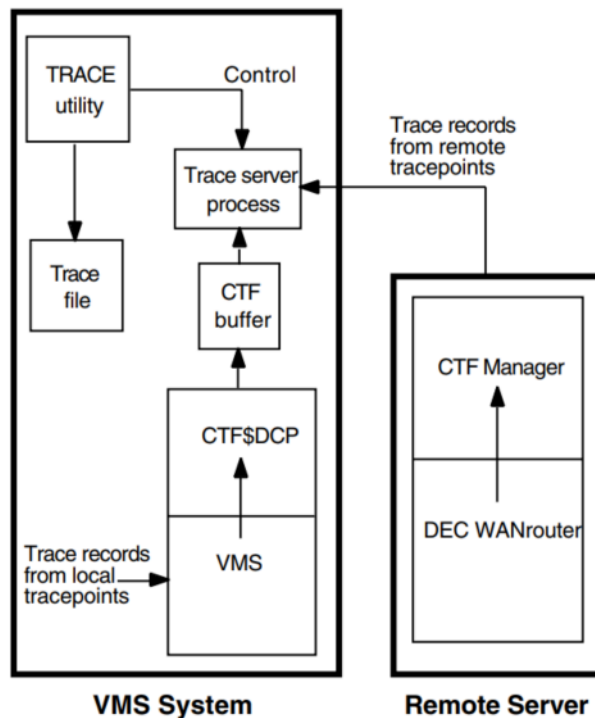 TRACE
utility
Control
Trace records
from remote
tracepoints
Trace server
process
Trace
file
CTF
buffer
CTF Manager
CTF$DCP
DEC WANrouter
VMS
Trace records
from local
tracepoints
VMS System
Remote Server